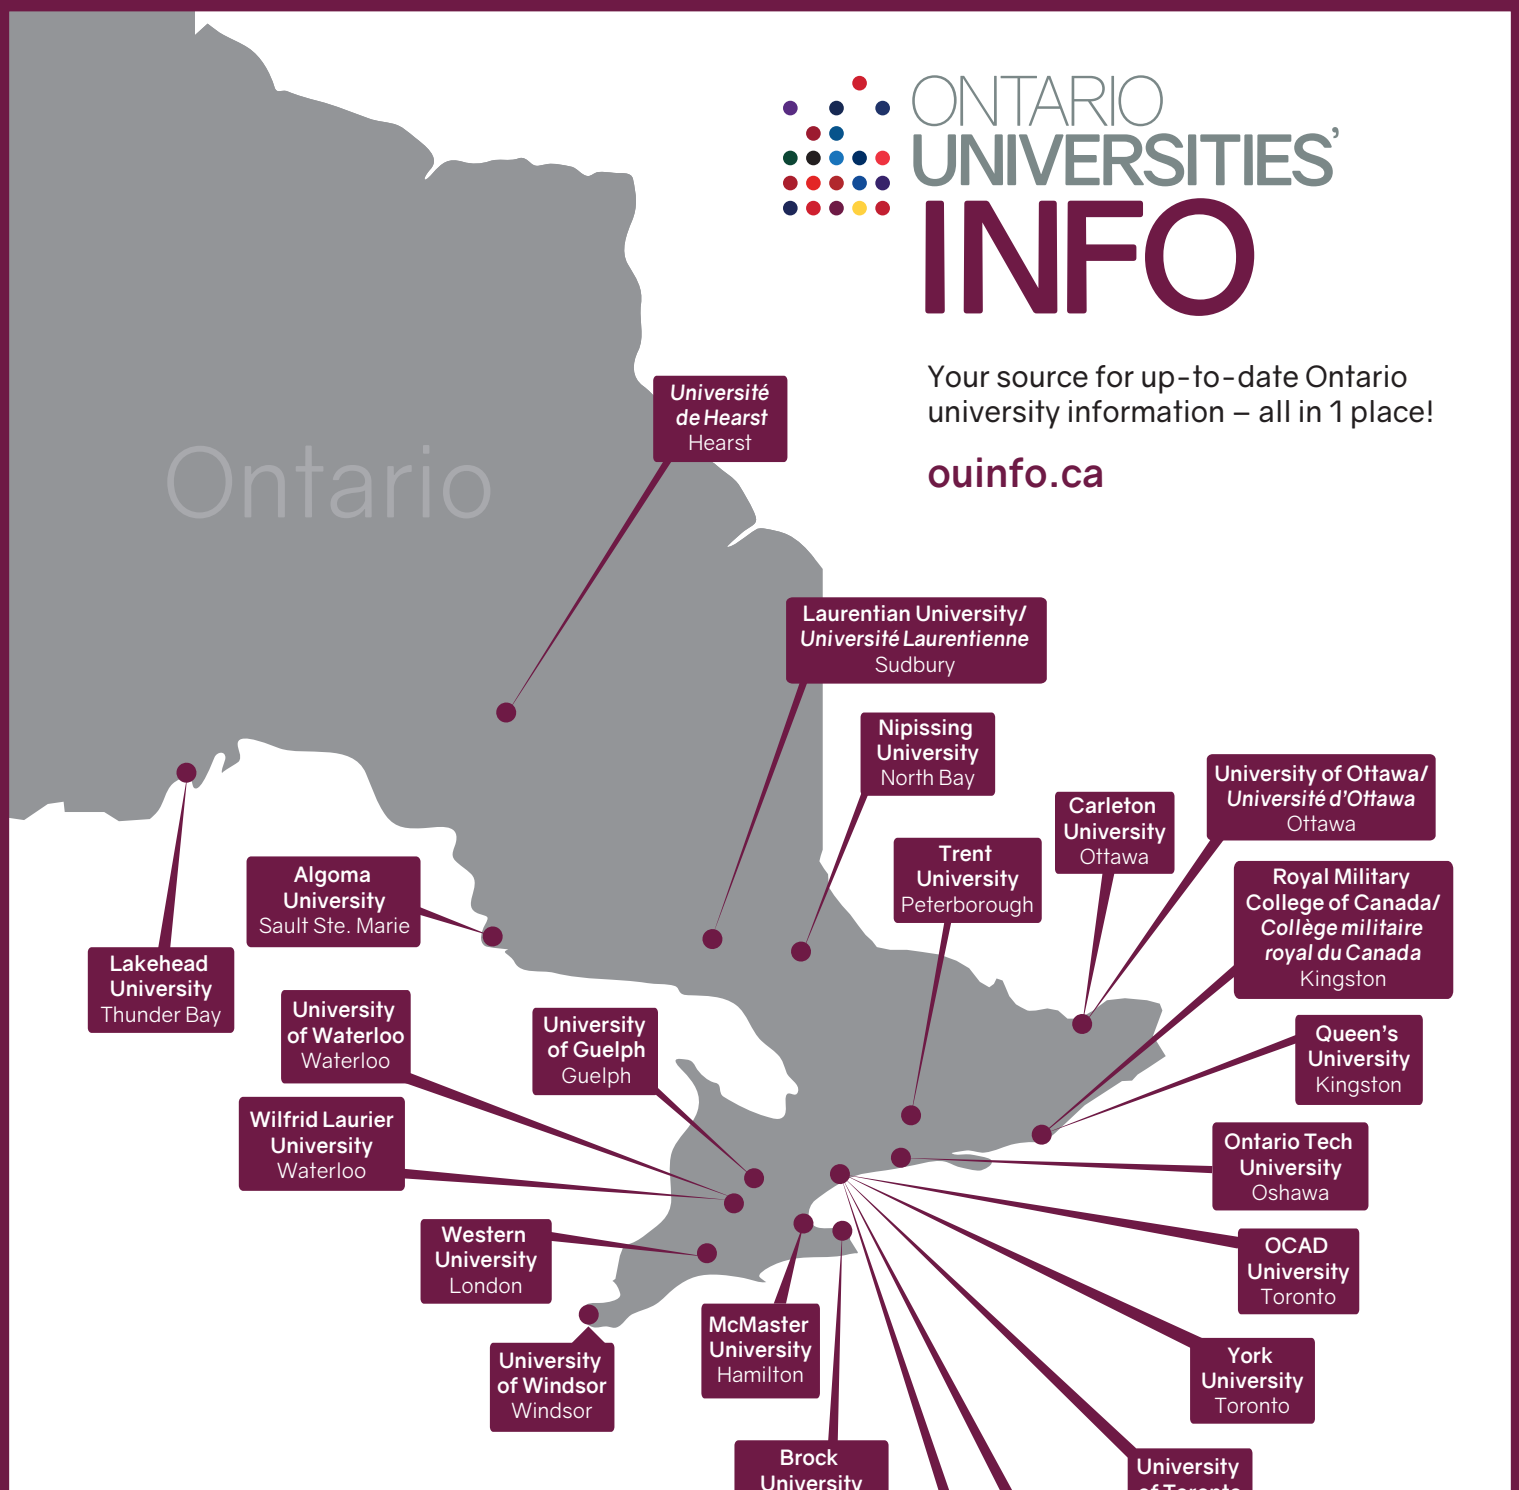 ONTARIO
UNIVERSITIES’
INFO
Your source for up-to-date Ontario
university information – all in 1 place!
ouinfo.ca
Ontario
Université
de Hearst
Hearst
Laurentian University/
Université Laurentienne
Sudbury
Nipissing
University
North Bay
University of Ottawa/
Université d’Ottawa
Ottawa
Carleton
University
Ottawa
Trent
University
Peterborough
Royal Military
College of Canada/
Collège militaire
royal du Canada
Kingston
Algoma
University
Sault Ste. Marie
Lakehead
University
Thunder Bay
University
of Waterloo
Waterloo
University
of Guelph
Guelph
Queen’s
University
Kingston
Wilfrid Laurier
University
Waterloo
Ontario Tech
University
Oshawa
Western
University
London
OCAD
University
Toronto
McMaster
University
Hamilton
University
of Windsor
Windsor
York
University
Toronto
Brock
University
University
of Toronto